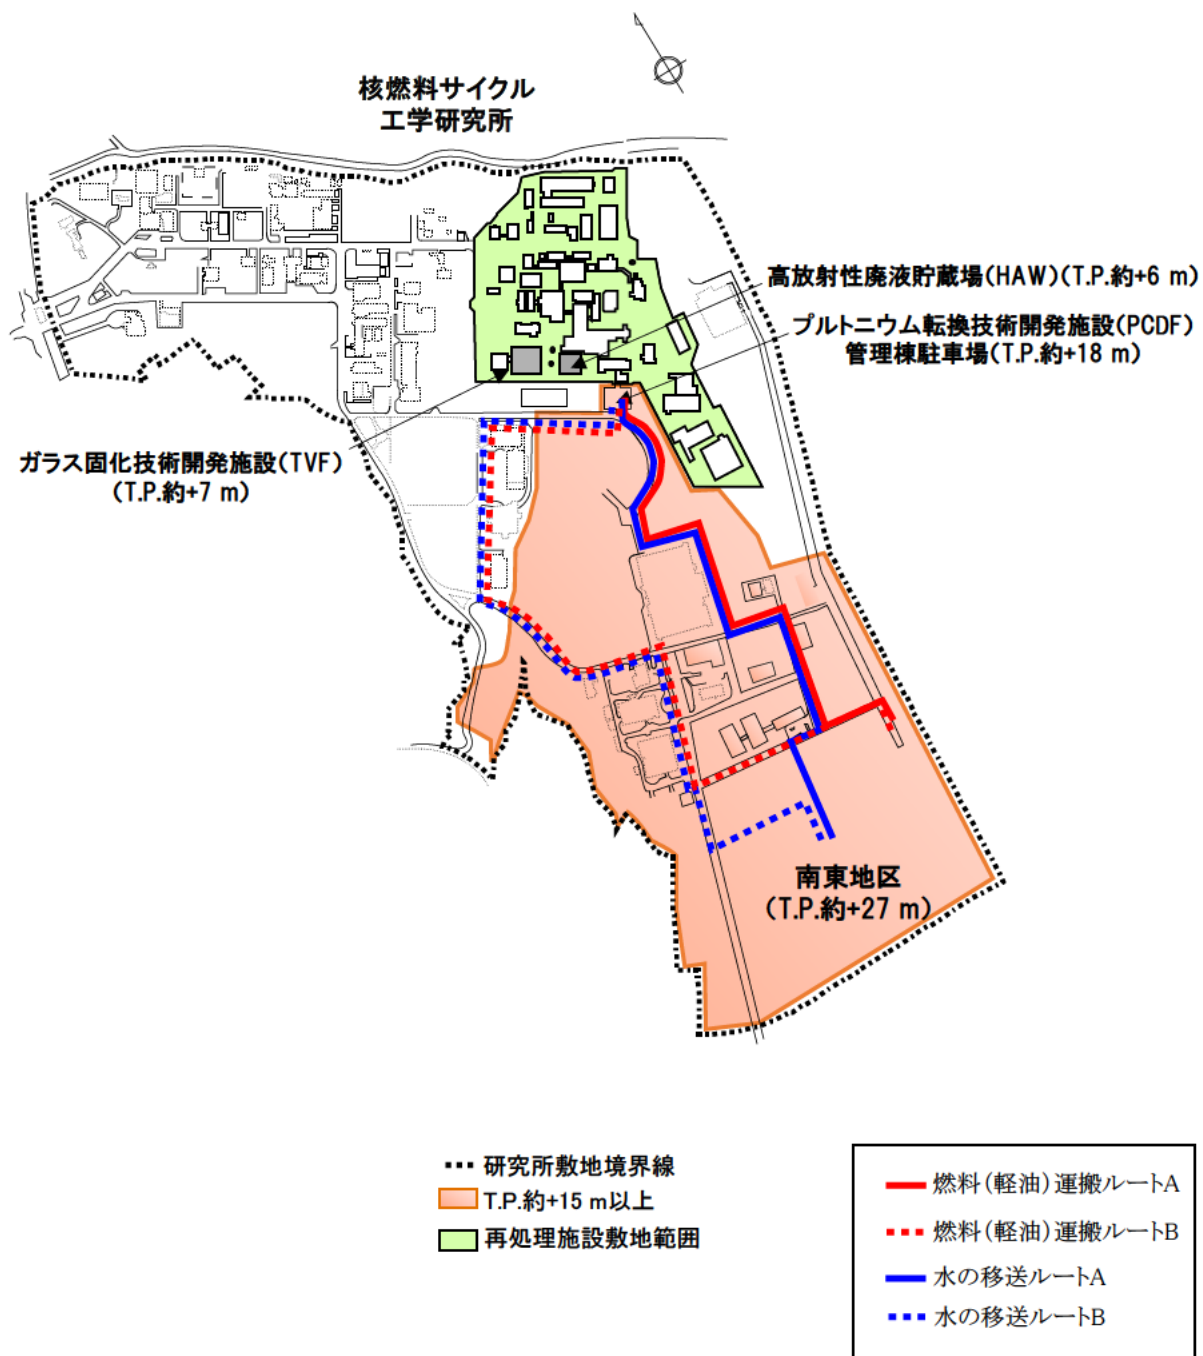 核燃料サイクル
工学研究所
高放射性廃液貯蔵場(HAW)(T.P.約+6 m)
プルトニウム転換技術開発施設(PCDF)
管理棟駐車場(T.P.約+18 m)
ガラス固化技術開発施設(TVF)
(T.P.約+7 m)
南東地区
(T.P.約+27 m)
研究所敷地境界線
T.P.約+15 m以上
再処理施設敷地範囲
燃料(軽油)運搬ルートA
燃料(軽油)運搬ルートB
水の移送ルートA
水の移送ルートB